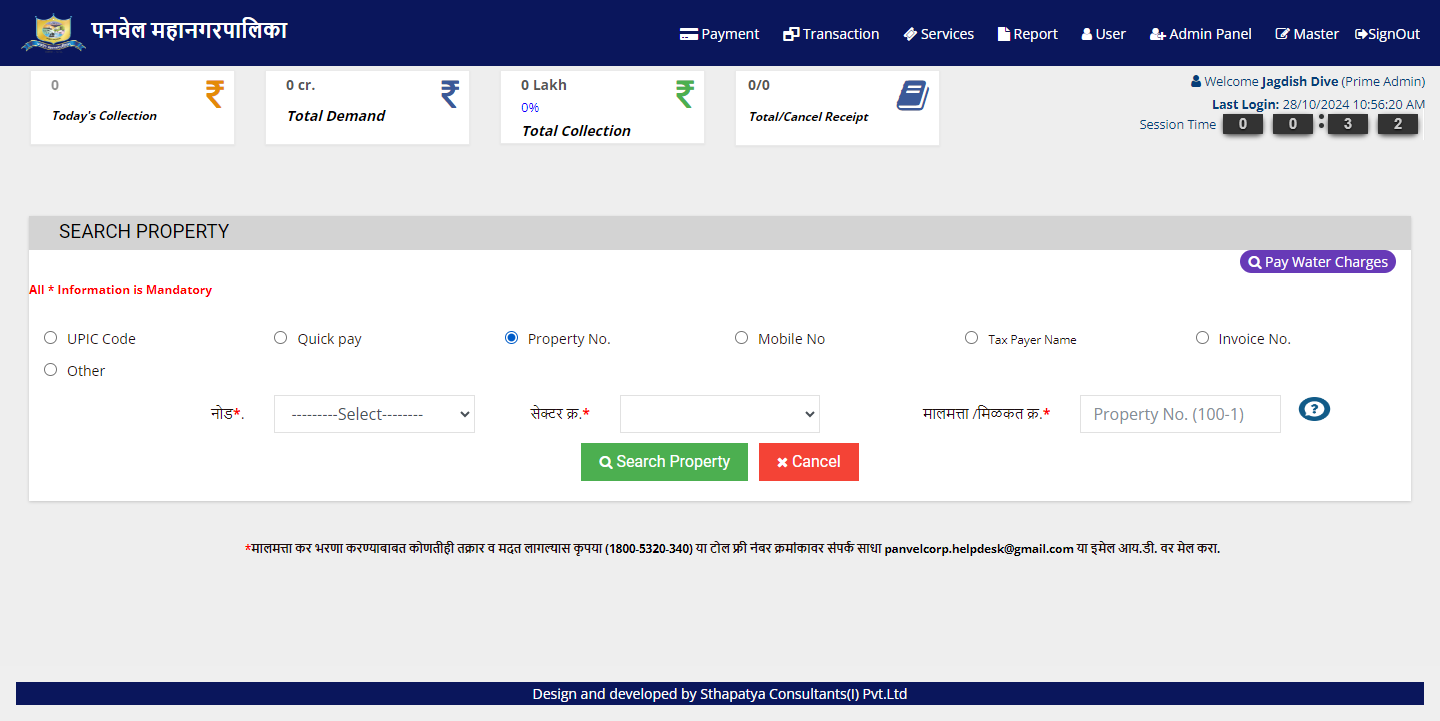 पनवेल महानगरपालिका
Payment Transaction Services Report User Admin Panel Master SignOut
0
Today's Collection
0 cr.
Total Demand
0 Lakh
0%
Total Collection
0/0
Total/Cancel Receipt
Welcome Jagdish Dive (Prime Admin)
Last Login: 28/10/2024 10:56:20 AM
Session Time 0 0 : 3 2
SEARCH PROPERTY
Pay Water Charges
All * Information is Mandatory
UPIC Code Quick pay Property No. Mobile No Tax Payer Name Invoice No.
Other
नोड*. ---------Select-------- सेक्टर क्र.* मालमत्ता /मिळकत क्र.* Property No. (100-1)
Search Property Cancel
*मालमत्ता कर भरणा करण्याबाबत कोणतीही तक्रार व मदत लागल्यास कृपया (1800-5320-340) या टोल फ्री नंबर क्रमांकावर संपर्क साधा panvelcorp.helpdesk@gmail.com या इमेल आय.डी. वर मेल करा.
Design and developed by Sthapatya Consultants(I) Pvt.Ltd